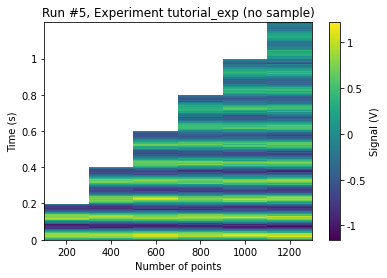 Run #5, Experiment tutorial_exp (no sample)
Time (s)
1
0.8
0.6
0.4
0.2
0
200 400 600 800 1000 1200
Number of points
1
0.5
0
-0.5
-1
Signal (V)